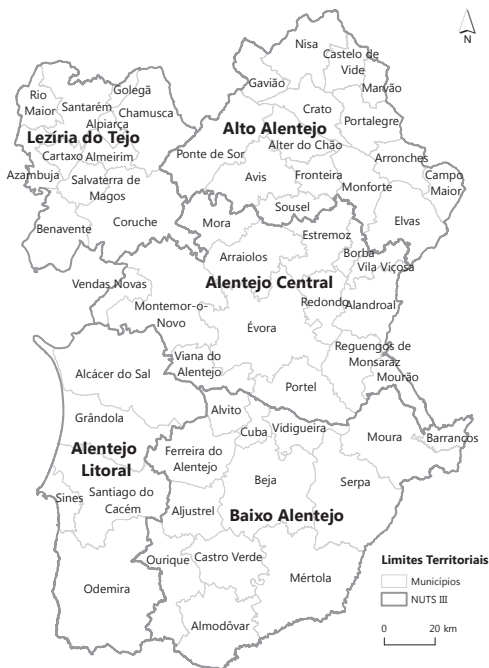 N
Nisa
Castelo de
Vide
Gavião
Marvão
Rio
Maior
Golegã
Santarém
Alpiarça
Chamusca
Crato
Portalegre
Lezíria do Tejo
Alto Alentejo
Ponte de Sor
Alter do Chão
Arronches
Cartaxo
Almeirim
Azambuja
Avis
Fronteira
Monforte
Campo
Maior
Salvaterra de
Magos
Sousel
Elvas
Benavente
Coruche
Mora
Estremoz
Arraiolos
Borba
Vila Viçosa
Vendas Novas
Alentejo Central
Montemor-o-
Novo
Redondo
Alandroal
Évora
Viana do
Alentejo
Reguengos de
Monsaraz
Mourão
Portel
Alcácer do Sal
Grândola
Alvito
Cuba
Vidigueira
Moura
Barrancos
Alentejo
Litoral
Ferreira do
Alentejo
Beja
Serpa
Sines
Santiago do
Cacém
Aljustrel
Baixo Alentejo
Ourique
Castro Verde
Odemira
Mértola
Almodôvar
Limites Territoriais
Municípios
NUTS III
0 20 km